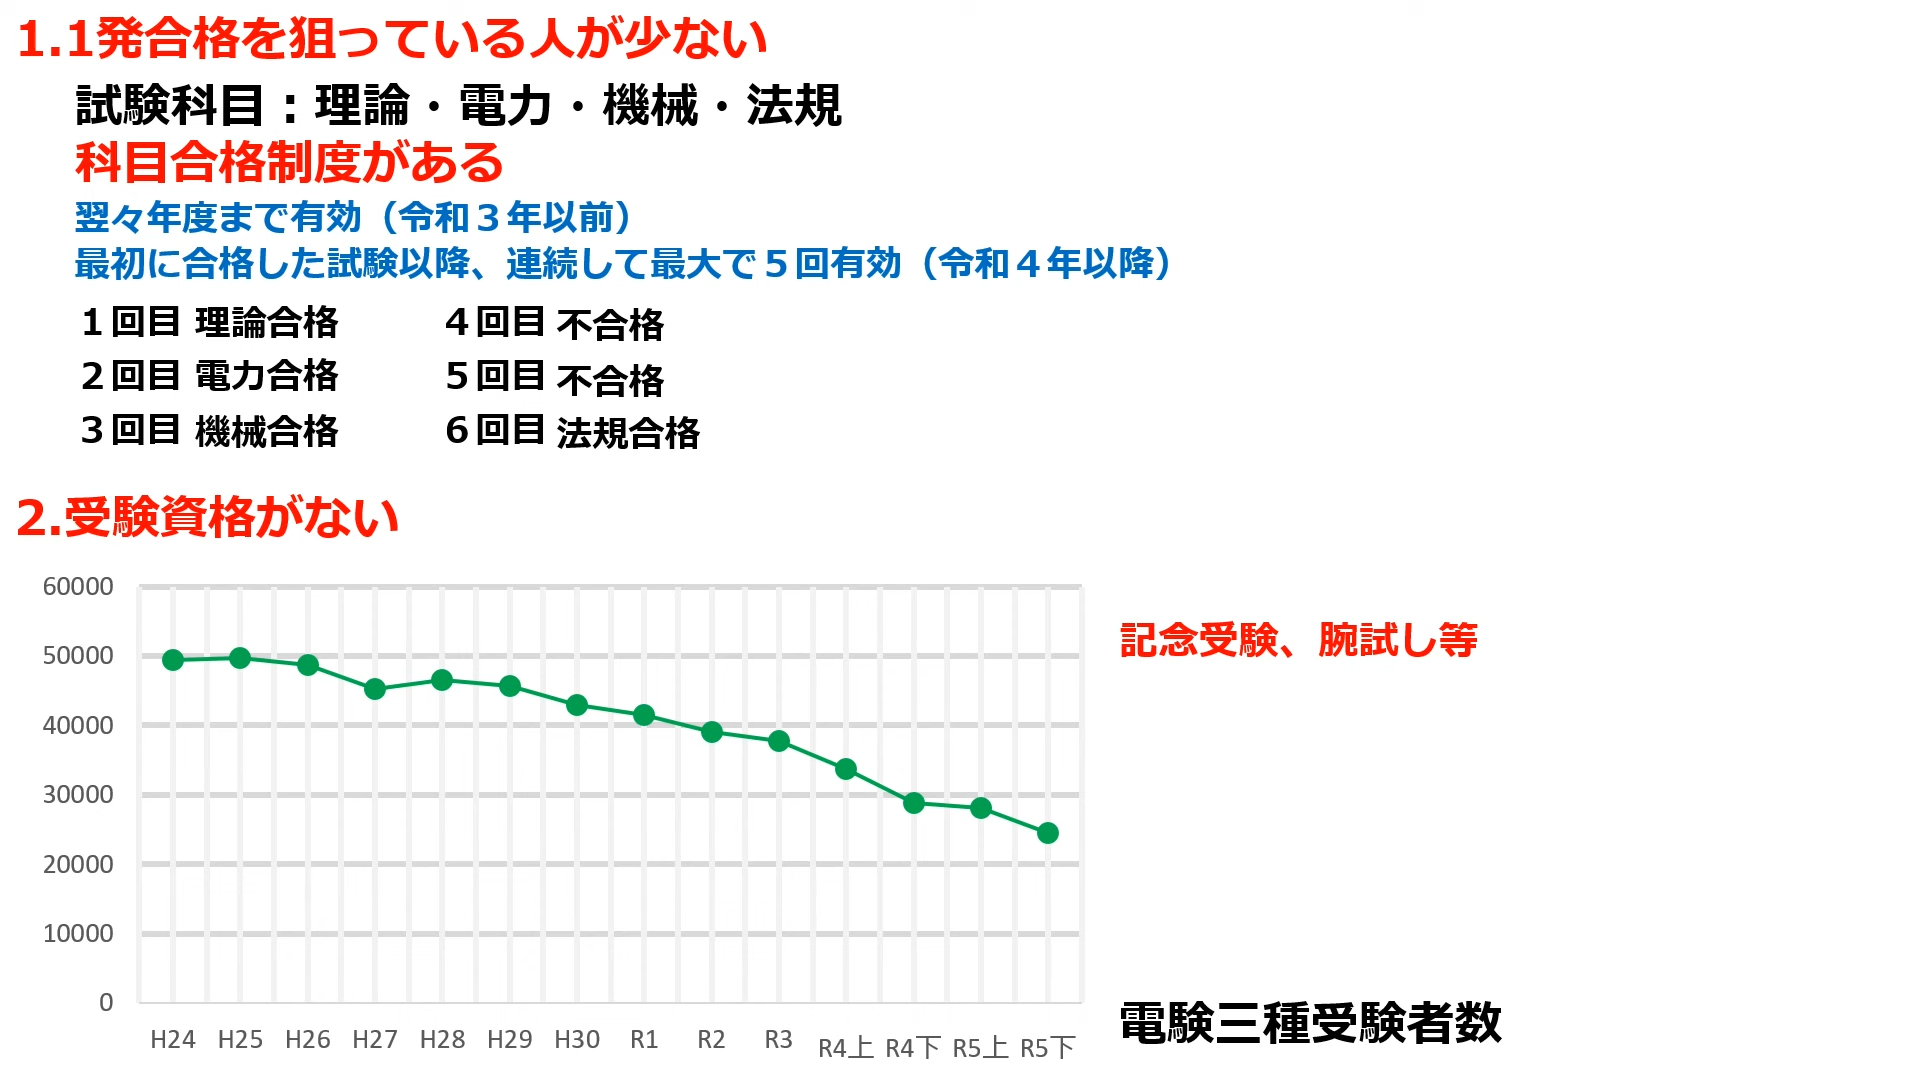 1.1発合格を狙っている人が少ない
試験科目：理論・電力・機械・法規
科目合格制度がある
翌々年度まで有効（令和３年以前）
最初に合格した試験以降、連続して最大で５回有効（令和４年以降）
１回目 理論合格
２回目 電力合格
３回目 機械合格
４回目 不合格
５回目 不合格
６回目 法規合格
2.受験資格がない
60000
50000
40000
30000
20000
10000
0
H24 H25 H26 H27 H28 H29 H30 R1 R2 R3 R4上 R4下 R5上 R5下
記念受験、腕試し等
電験三種受験者数